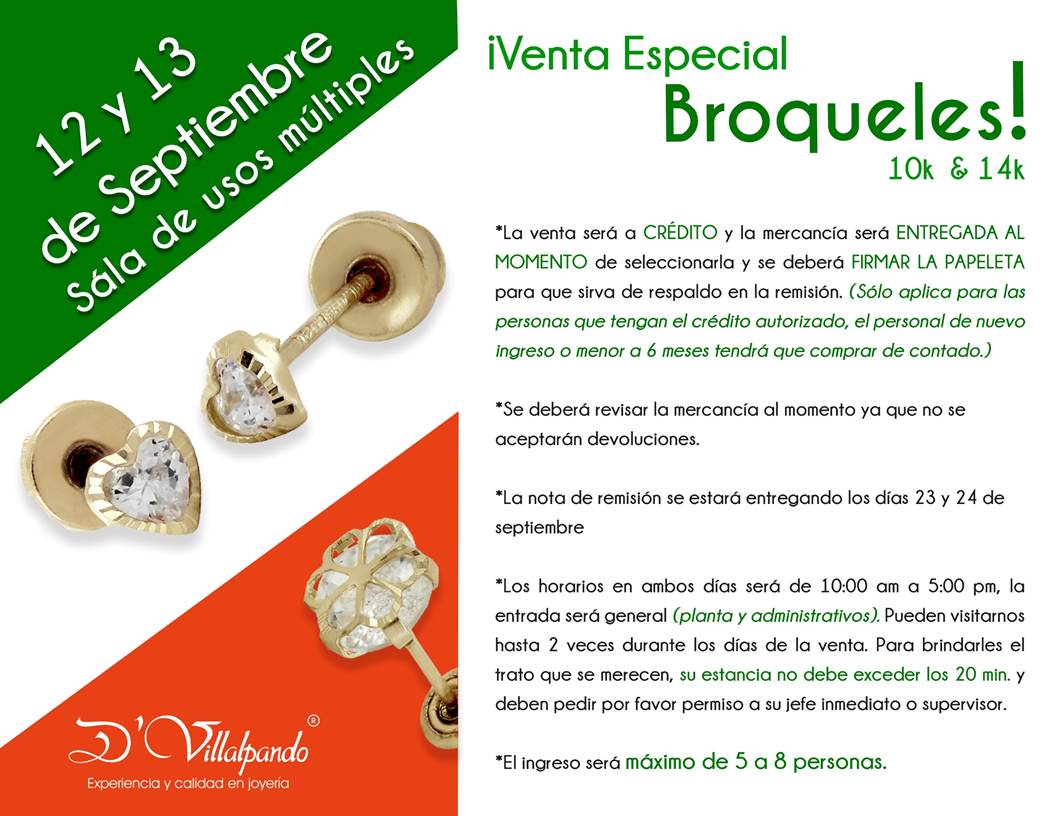 12 y 13
de Septiembre
Sála de usos múltiples
¡Venta Especial
Broqueles!
10k & 14k
*La venta será a CRÉDITO y la mercancía será ENTREGADA AL
MOMENTO de seleccionarla y se deberá FIRMAR LA PAPELETA
para que sirva de respaldo en la remisión. (Sólo aplica para las
personas que tengan el crédito autorizado, el personal de nuevo
ingreso o menor a 6 meses tendrá que comprar de contado.)
*Se deberá revisar la mercancía al momento ya que no se
aceptarán devoluciones.
*La nota de remisión se estará entregando los días 23 y 24 de
septiembre
*Los horarios en ambos días será de 10:00 am a 5:00 pm, la
entrada será general (planta y administrativos). Pueden visitarnos
hasta 2 veces durante los días de la venta. Para brindarles el
trato que se merecen, su estancia no debe exceder los 20 min. y
deben pedir por favor permiso a su jefe inmediato o supervisor.
*El ingreso será máximo de 5 a 8 personas.
D'Villalpando®
Experiencia y calidad en joyería